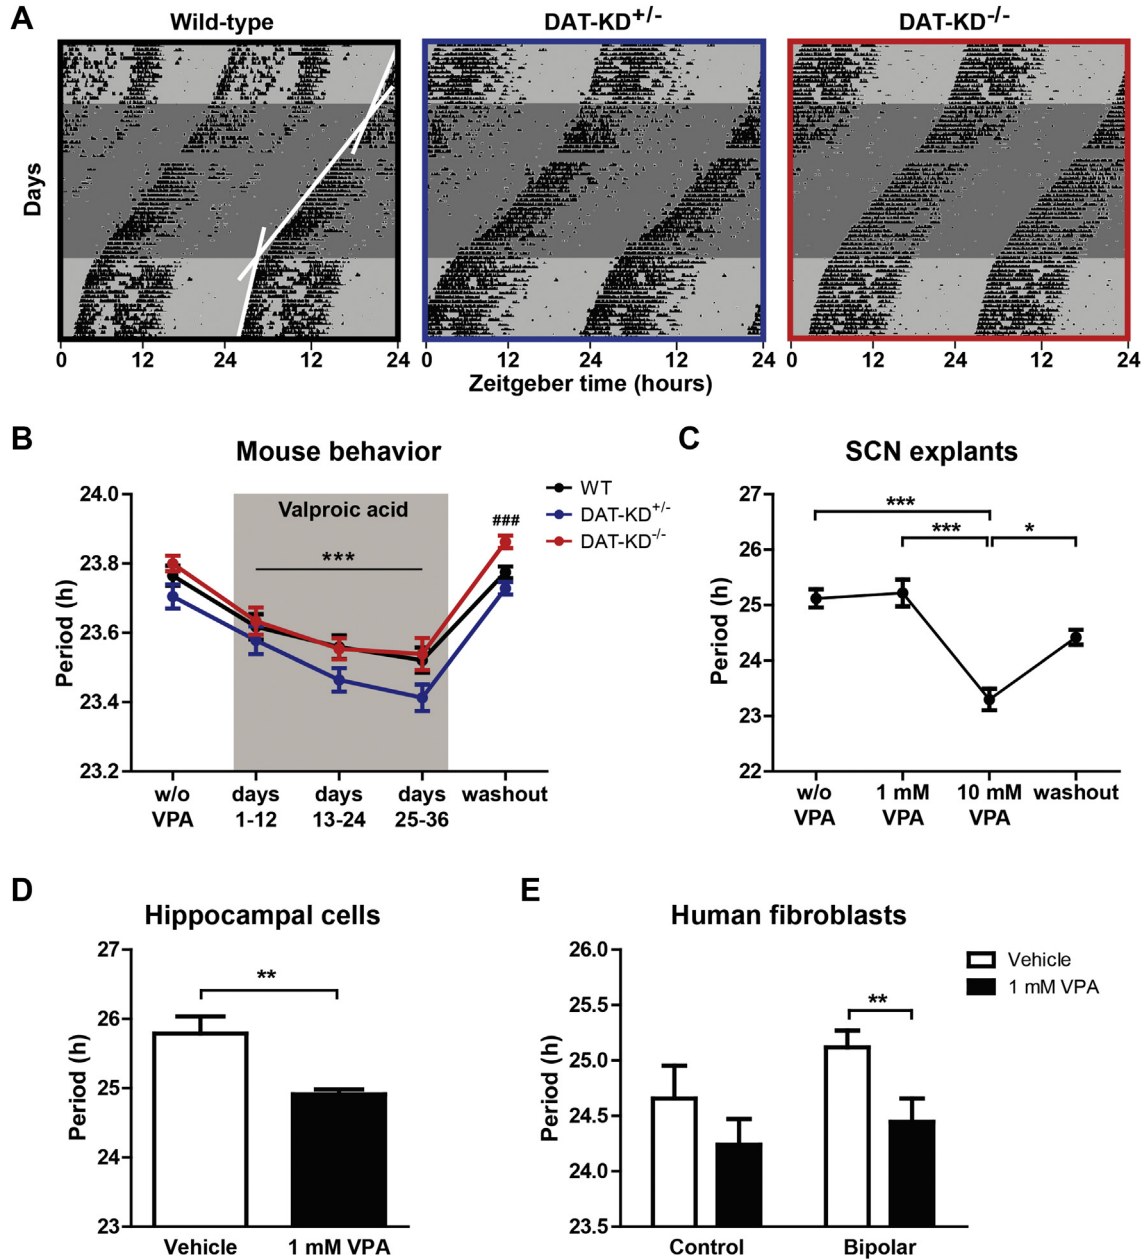 A
Wild-type
DAT-KD+/-
DAT-KD-/-
Days
0 12 24 12 24
0 12 24 12 24
0 12 24 12 24
Zeitgeber time (hours)
B
Mouse behavior
Period (h)
24.0
23.8
23.6
23.4
23.2
Valproic acid
***
###
WT
DAT-KD+/-
DAT-KD-/-
w/o days days days washout
VPA 1-12 13-24 25-36
C
SCN explants
Period (h)
27
26
25
24
23
22
***
*** *
w/o 1 mM 10 mM washout
VPA VPA VPA
D
Hippocampal cells
Period (h)
27
26
25
24
23
**
Vehicle 1 mM VPA
E
Human fibroblasts
Period (h)
26.0
25.5
25.0
24.5
24.0
23.5
**
Vehicle
1 mM VPA
Control Bipolar